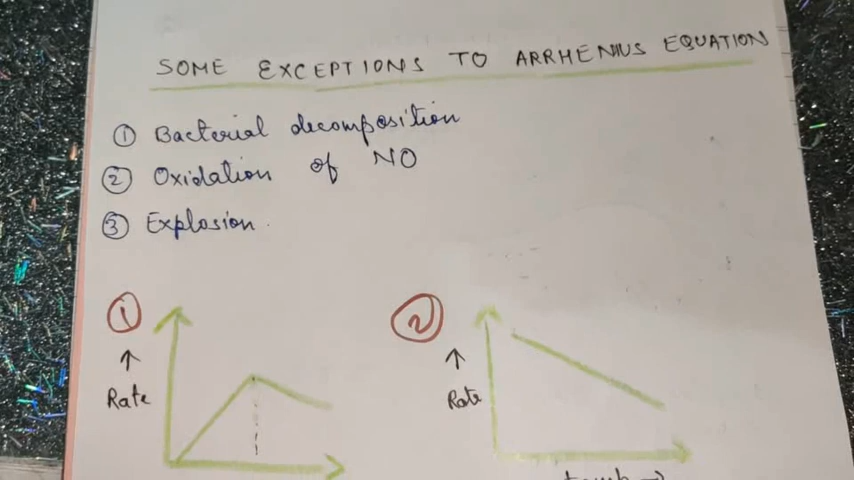 SOME EXCEPTIONS TO ARRHENIUS EQUATION
① Bacterial decomposition
② Oxidation of NO
③ Explosion.
① ②
↑ ↑
Rate Rate